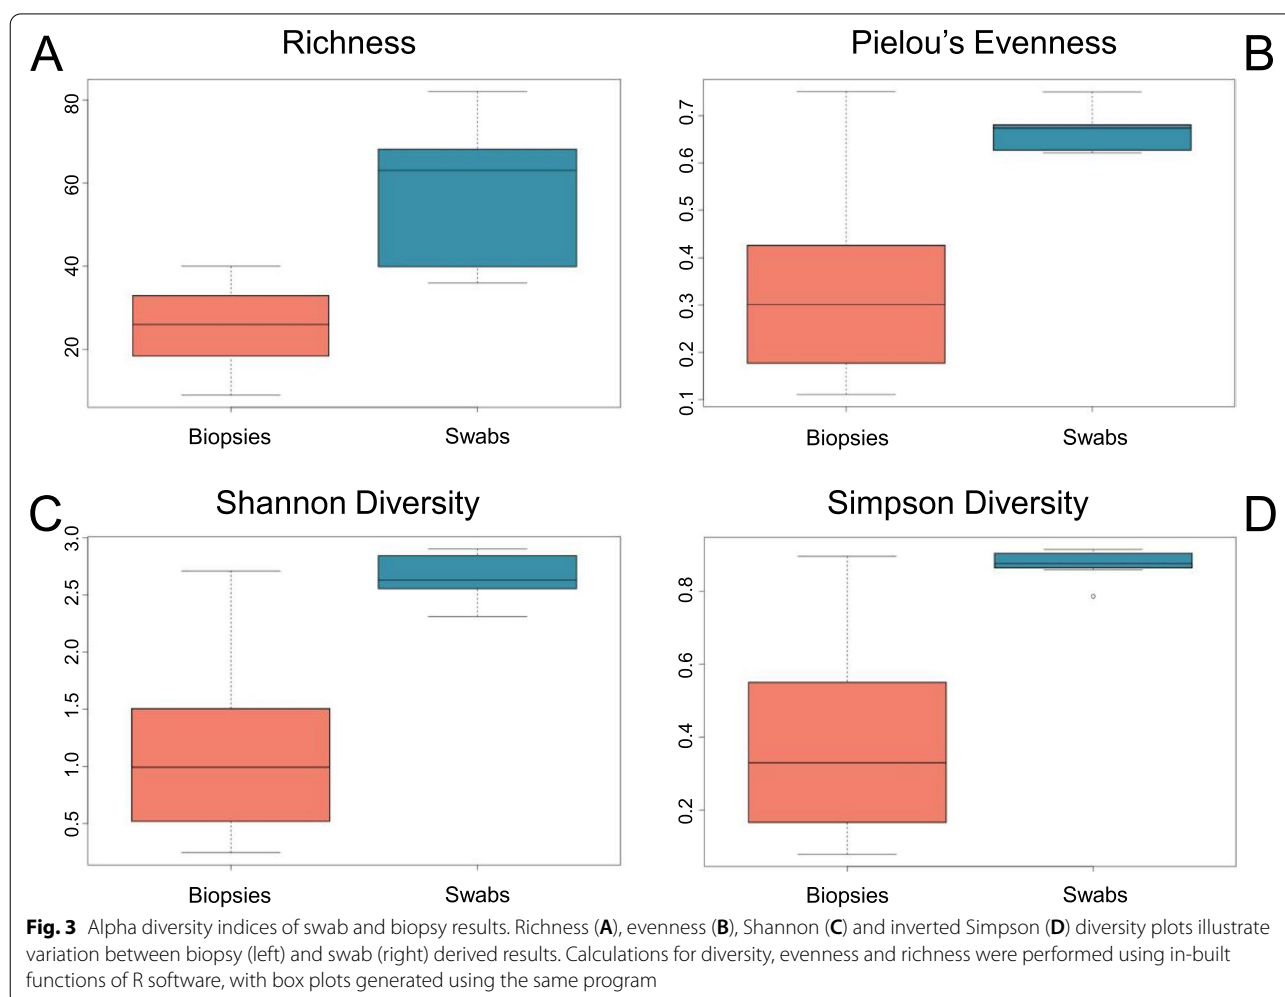 A
Richness
80
60
40
20
Biopsies
Swabs
Pielou's Evenness
B
0.7
0.6
0.5
0.4
0.3
0.2
0.1
Biopsies
Swabs
C
Shannon Diversity
3.0
2.5
2.0
1.5
1.0
0.5
Biopsies
Swabs
Simpson Diversity
D
0.8
0.6
0.4
0.2
Biopsies
Swabs
Fig. 3 Alpha diversity indices of swab and biopsy results. Richness (A), evenness (B), Shannon (C) and inverted Simpson (D) diversity plots illustrate
variation between biopsy (left) and swab (right) derived results. Calculations for diversity, evenness and richness were performed using in-built
functions of R software, with box plots generated using the same program